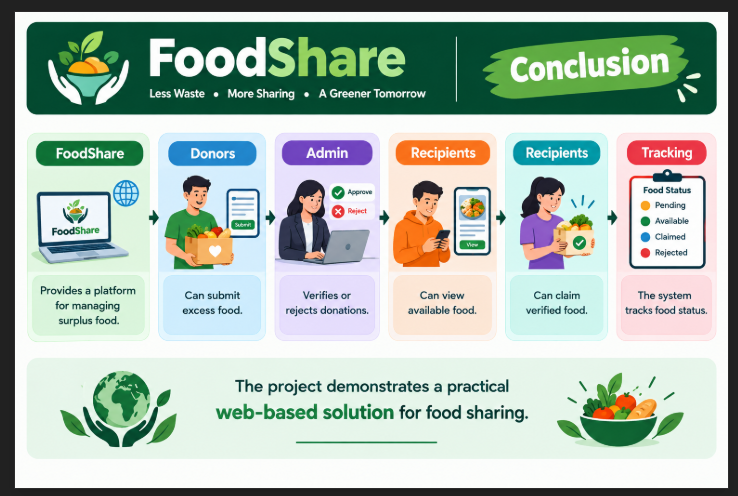 FoodShare
Less Waste • More Sharing • A Greener Tomorrow
Conclusion
FoodShare
FoodShare
Provides a platform
for managing
surplus food.
Donors
Submit
Can submit
excess food.
Admin
Approve
Reject
Verifies or
rejects donations.
Recipients
View
Can view
available food.
Recipients
Can claim
verified food.
Tracking
Food Status
Pending
Available
Claimed
Rejected
The system
tracks food status.
The project demonstrates a practical
web-based solution for food sharing.